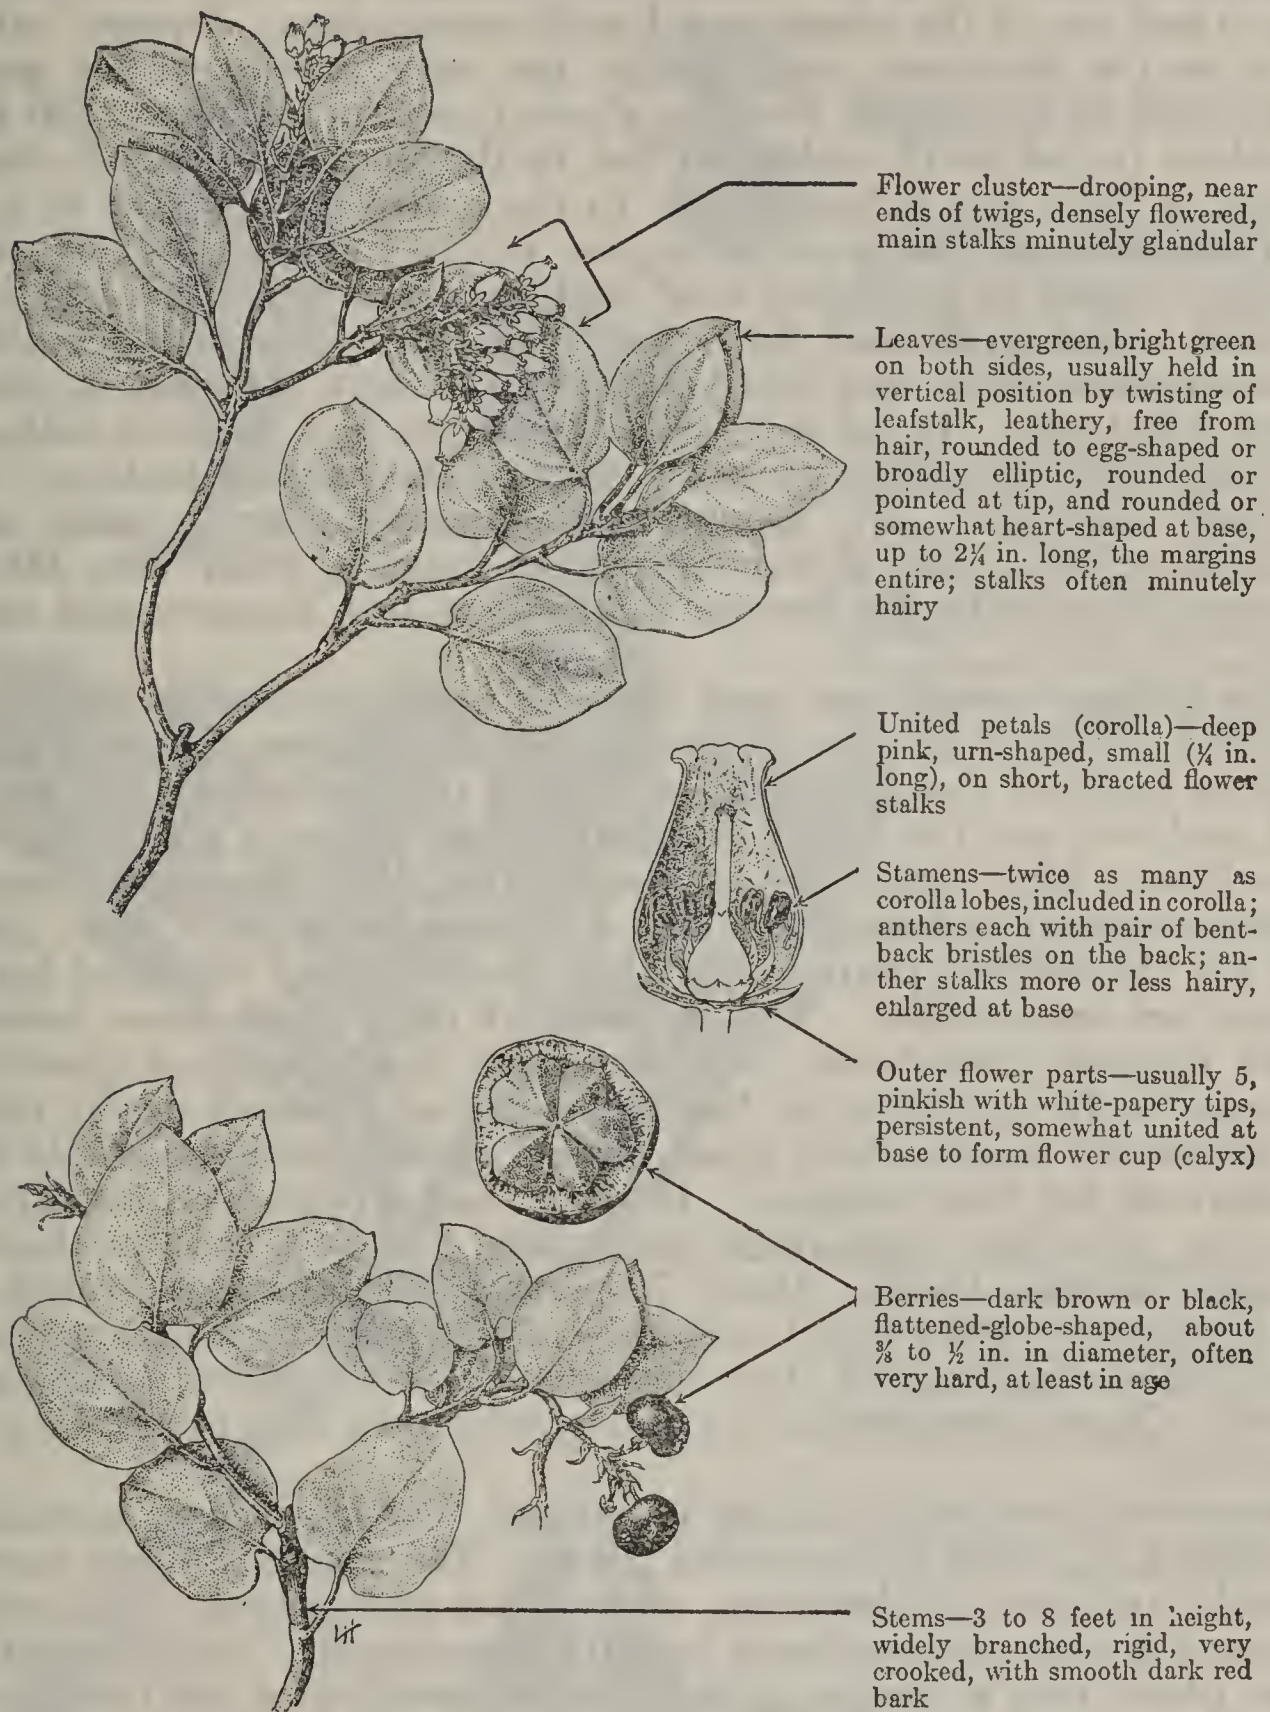 Flower cluster—drooping, near
ends of twigs, densely flowered,
main stalks minutely glandular
Leaves—evergreen, bright green
on both sides, usually held in
vertical position by twisting of
leafstalk, leathery, free from
hair, rounded to egg-shaped or
broadly elliptic, rounded or
pointed at tip, and rounded or
somewhat heart-shaped at base,
up to 2¼ in. long, the margins
entire; stalks often minutely
hairy
United petals (corolla)—deep
pink, urn-shaped, small (¼ in.
long), on short, bracted flower
stalks
Stamens—twice as many as
corolla lobes, included in corolla;
anthers each with pair of bent-
back bristles on the back; an-
ther stalks more or less hairy,
enlarged at base
Outer flower parts—usually 5,
pinkish with white-papery tips,
persistent, somewhat united at
base to form flower cup (calyx)
Berries—dark brown or black,
flattened-globe-shaped, about
⅜ to ½ in. in diameter, often
very hard, at least in age
Stems—3 to 8 feet in height,
widely branched, rigid, very
crooked, with smooth dark red
bark